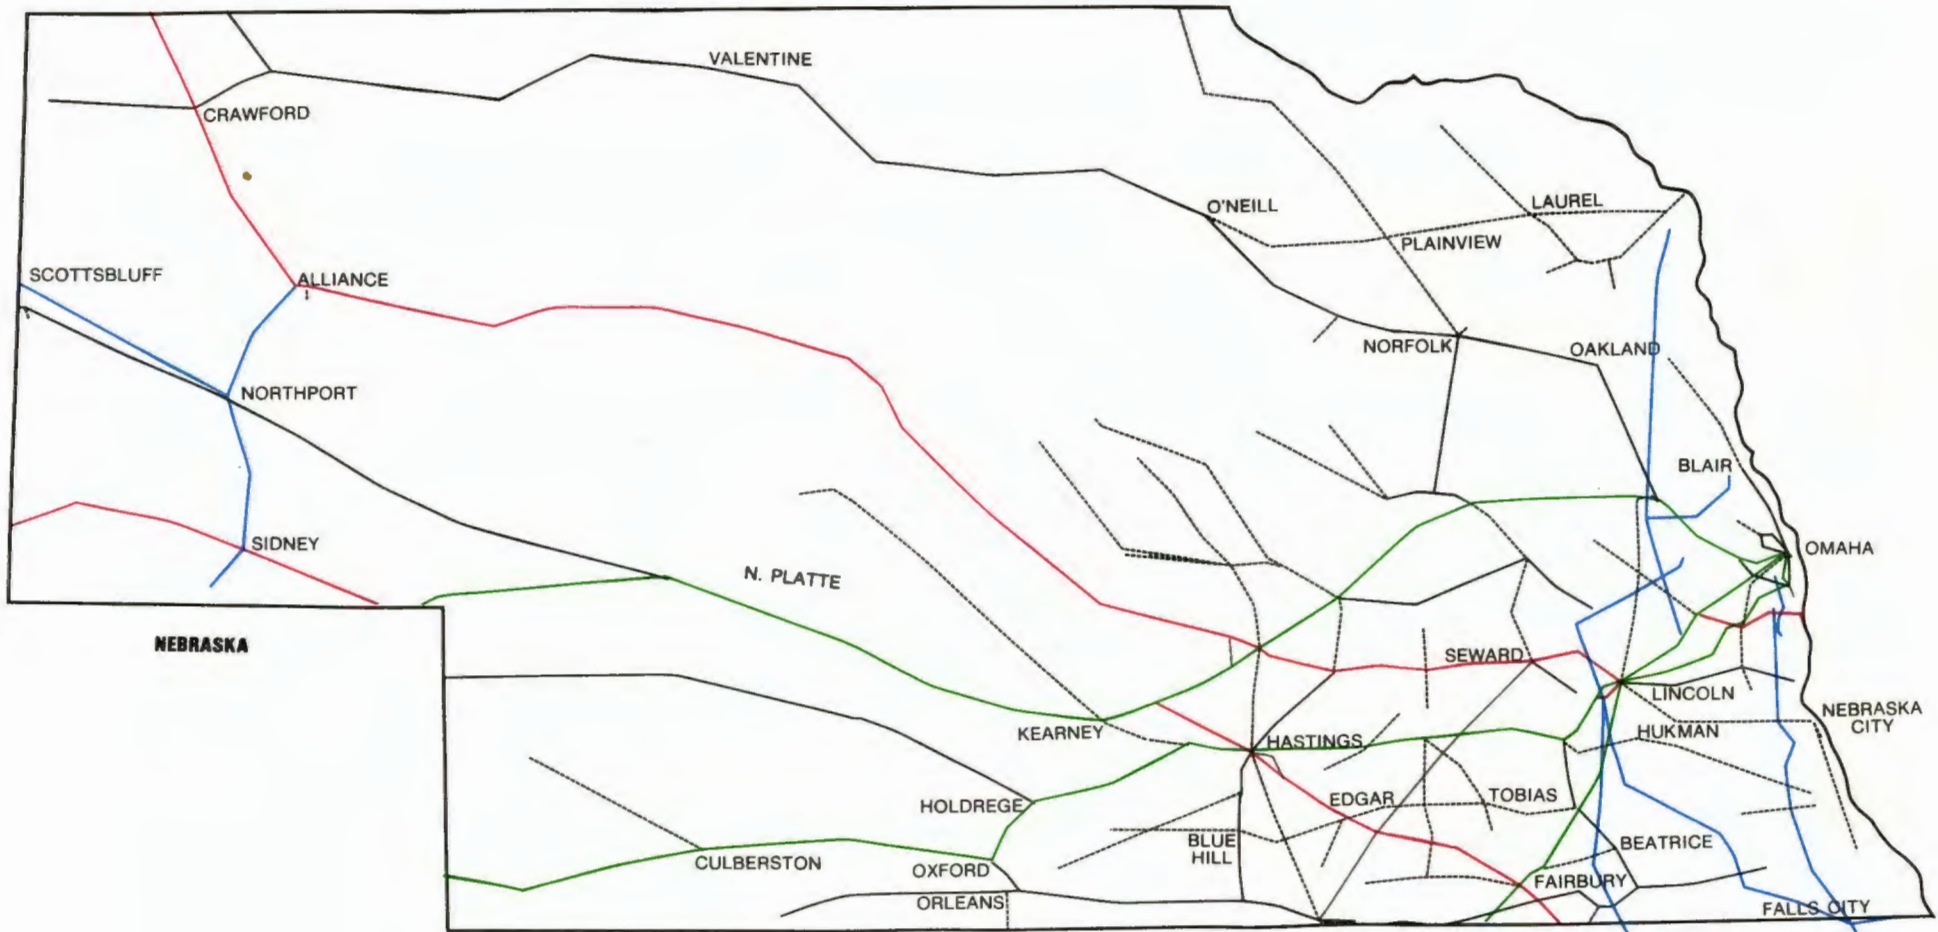 VALENTINE
CRAWFORD
O'NEILL
LAUREL
PLAINVIEW
SCOTTSBLUFF
ALLIANCE
NORFOLK
OAKLAND
NORTHPORT
BLAIR
SIDNEY
OMAHA
N. PLATTE
NEBRASKA
SEWARD
LINCOLN
NEBRASKA
CITY
KEARNEY
HASTINGS
HUKMAN
HOLDREGE
EDGAR
TOBIAS
BLUE
HILL
BEATRICE
CULBERSTON
OXFORD
FAIRBURY
ORLEANS
FALLS CITY